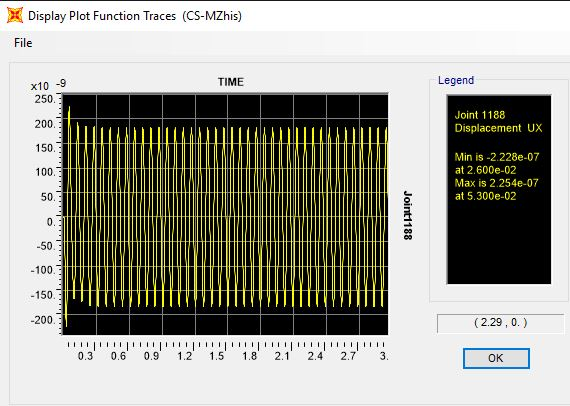 Display Plot Function Traces (CS-MZhis)
File
Legend
TIME
x10 -9
250.
200.
150.
100.
50.
0.
-50.
-100.
-150.
-200.
0.3 0.6 0.9 1.2 1.5 1.8 2.1 2.4 2.7 3.
Joint1188
Joint 1188
Displacement UX
Min is -2.228e-07
at 2.600e-02
Max is 2.254e-07
at 5.300e-02
( 2.29 , 0. )
OK